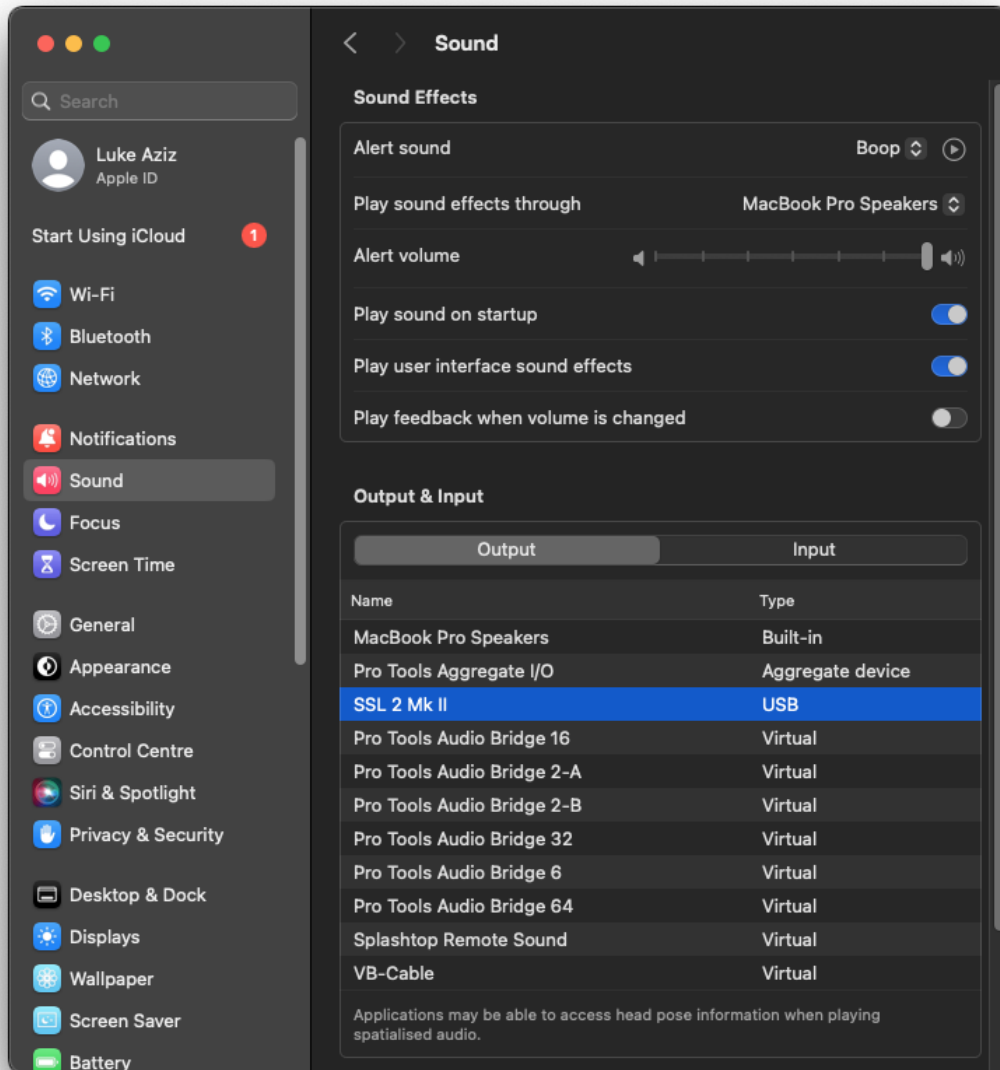 Sound
Search
Luke Aziz
Apple ID
Start Using iCloud 1
Wi-Fi
Bluetooth
Network
Notifications
Sound
Focus
Screen Time
General
Appearance
Accessibility
Control Centre
Siri & Spotlight
Privacy & Security
Desktop & Dock
Displays
Wallpaper
Screen Saver
Battery
Sound Effects
Alert sound Boop
Play sound effects through MacBook Pro Speakers
Alert volume
Play sound on startup
Play user interface sound effects
Play feedback when volume is changed
Output & Input
Output Input
Name Type
MacBook Pro Speakers Built-in
Pro Tools Aggregate I/O Aggregate device
SSL 2 Mk II USB
Pro Tools Audio Bridge 16 Virtual
Pro Tools Audio Bridge 2-A Virtual
Pro Tools Audio Bridge 2-B Virtual
Pro Tools Audio Bridge 32 Virtual
Pro Tools Audio Bridge 6 Virtual
Pro Tools Audio Bridge 64 Virtual
Splashtop Remote Sound Virtual
VB-Cable Virtual
Applications may be able to access head pose information when playing
spatialised audio.